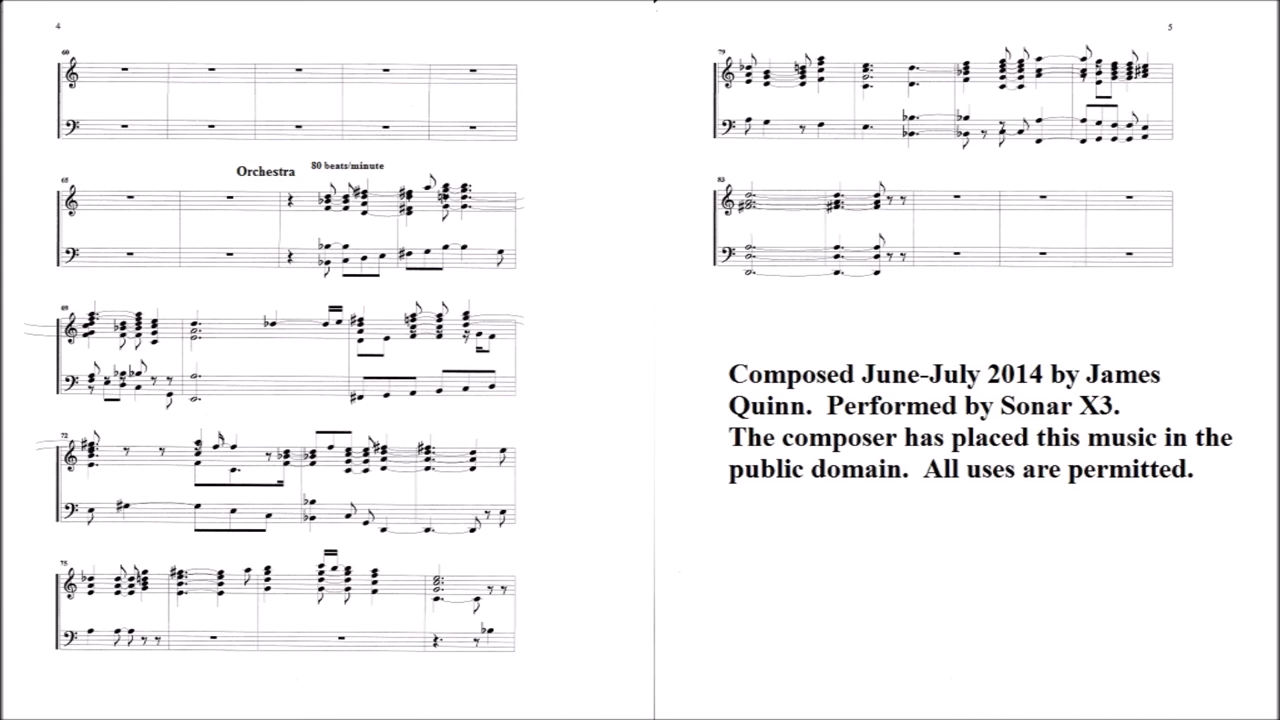 4
60
Orchestra 80 beats/minute
65
69
72
75
5
79
83
Composed June-July 2014 by James
Quinn. Performed by Sonar X3.
The composer has placed this music in the
public domain. All uses are permitted.